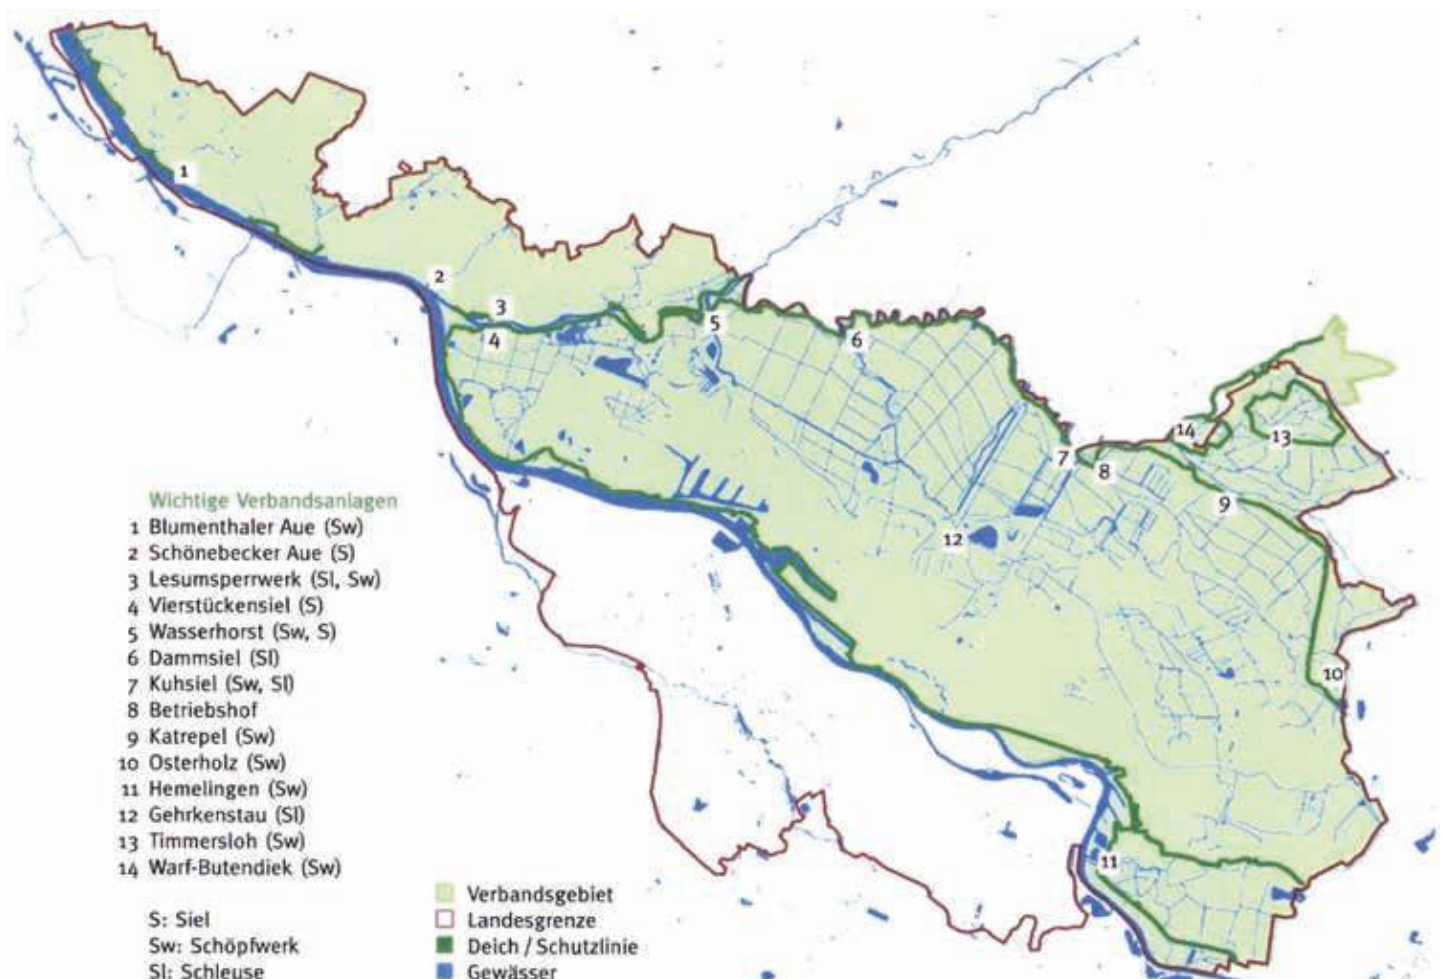 1
2
3
4
5
6
7
8
9
10
11
12
13
14
Wichtige Verbandsanlagen
1 Blumenthaler Aue (Sw)
2 Schönebecker Aue (S)
3 Lesumsperrwerk (Sl, Sw)
4 Vierstückensiel (S)
5 Wasserhorst (Sw, S)
6 Dammsiel (Sl)
7 Kuhsiel (Sw, Sl)
8 Betriebshof
9 Katrepel (Sw)
10 Osterholz (Sw)
11 Hemelingen (Sw)
12 Gehrkenstau (Sl)
13 Timmersloh (Sw)
14 Warf-Butendiek (Sw)
S: Siel
Sw: Schöpfwerk
Sl: Schleuse
Verbandsgebiet
Landesgrenze
Deich / Schutzlinie
Gewässer